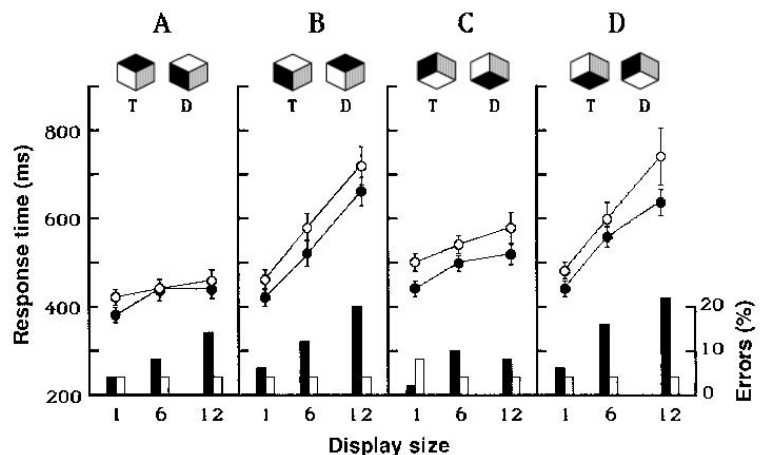 A B C D
T D T D T D T D
800
600
400
200
Response time (ms)
20
10
0
Errors (%)
1 6 12 1 6 12 1 6 12 1 6 12
Display size